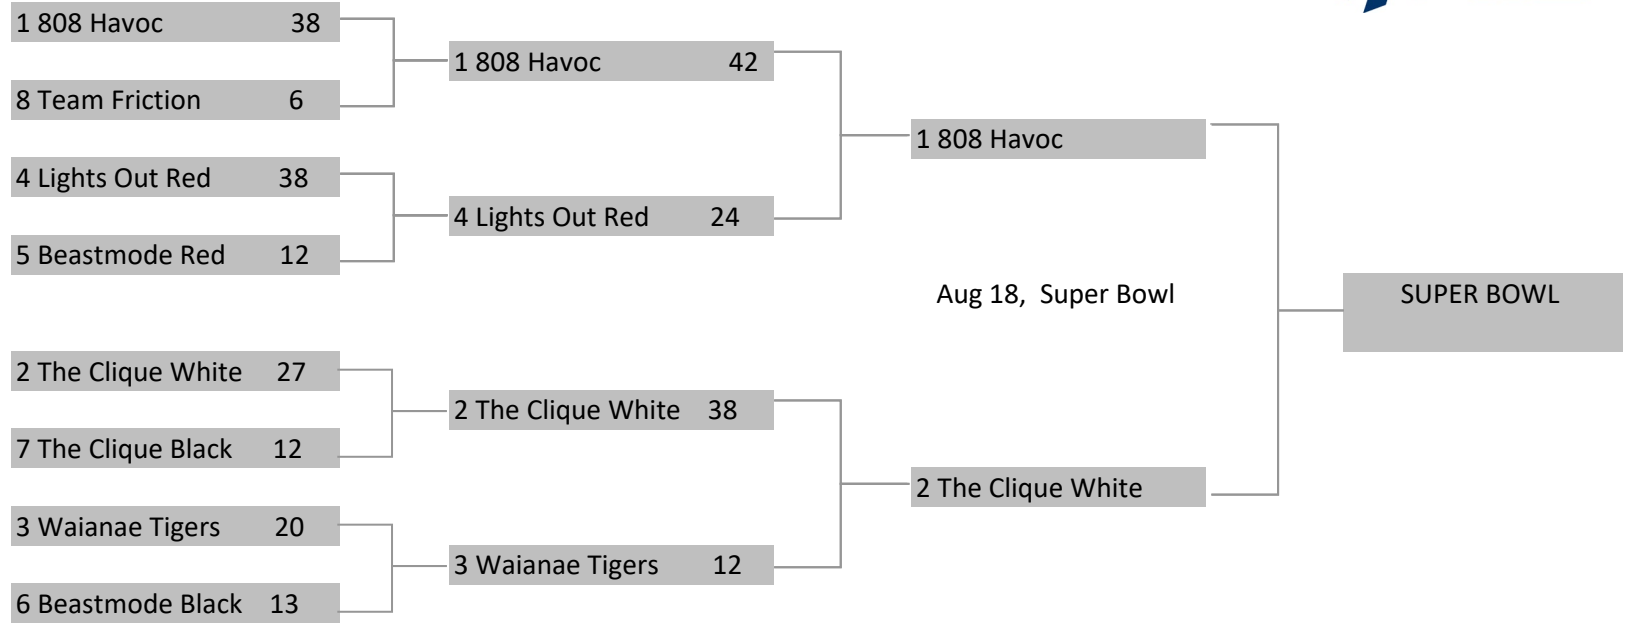 1 808 Havoc 38
8 Team Friction 6
4 Lights Out Red 38
5 Beastmode Red 12
2 The Clique White 27
7 The Clique Black 12
3 Waianae Tigers 20
6 Beastmode Black 13
1 808 Havoc 42
4 Lights Out Red 24
2 The Clique White 38
3 Waianae Tigers 12
1 808 Havoc
Aug 18, Super Bowl
2 The Clique White
SUPER BOWL